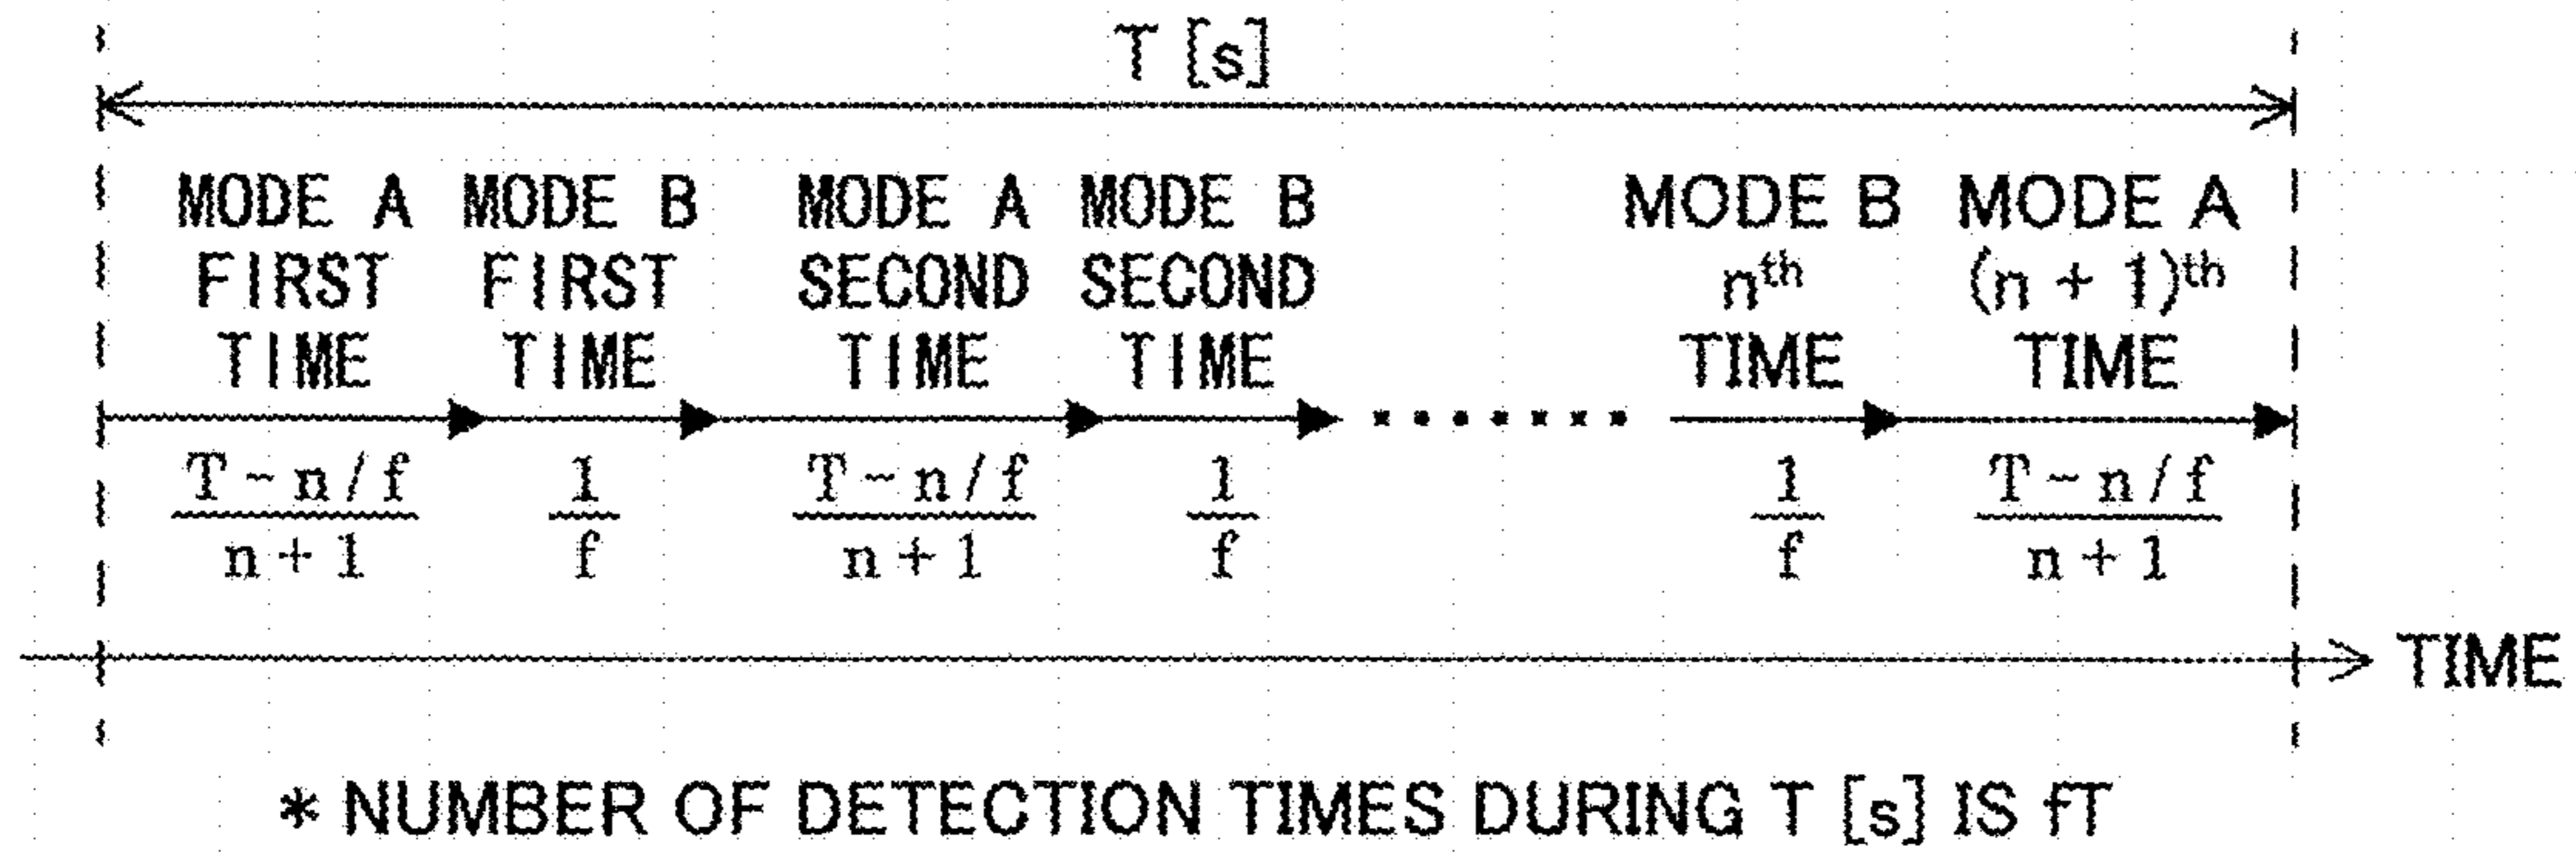 T [s]
MODE A MODE B MODE A MODE B MODE B MODE A
FIRST FIRST SECOND SECOND nth (n + 1)th
TIME TIME TIME TIME TIME TIME
T-n/f 1 T-n/f 1 1 T-n/f
n+1 f n+1 f f n+1
TIME
* NUMBER OF DETECTION TIMES DURING T [s] IS fT